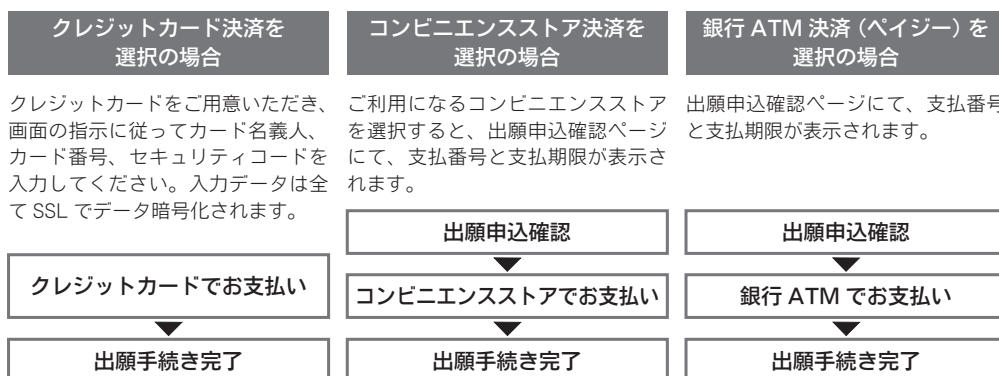 クレジットカード決済を
選択の場合
クレジットカードをご用意いただき、
画面の指示に従ってカード名義人、
カード番号、セキュリティコードを
入力してください。入力データは全
て SSL でデータ暗号化されます。
クレジットカードでお支払い
出願手続き完了
コンビニエンスストア決済を
選択の場合
ご利用になるコンビニエンスストア
を選択すると、出願申込確認ページ
にて、支払番号と支払期限が表示さ
れます。
出願申込確認
コンビニエンスストアでお支払い
出願手続き完了
銀行 ATM 決済（ペイジー）を
選択の場合
出願申込確認ページにて、支払番号
と支払期限が表示されます。
出願申込確認
銀行 ATM でお支払い
出願手続き完了